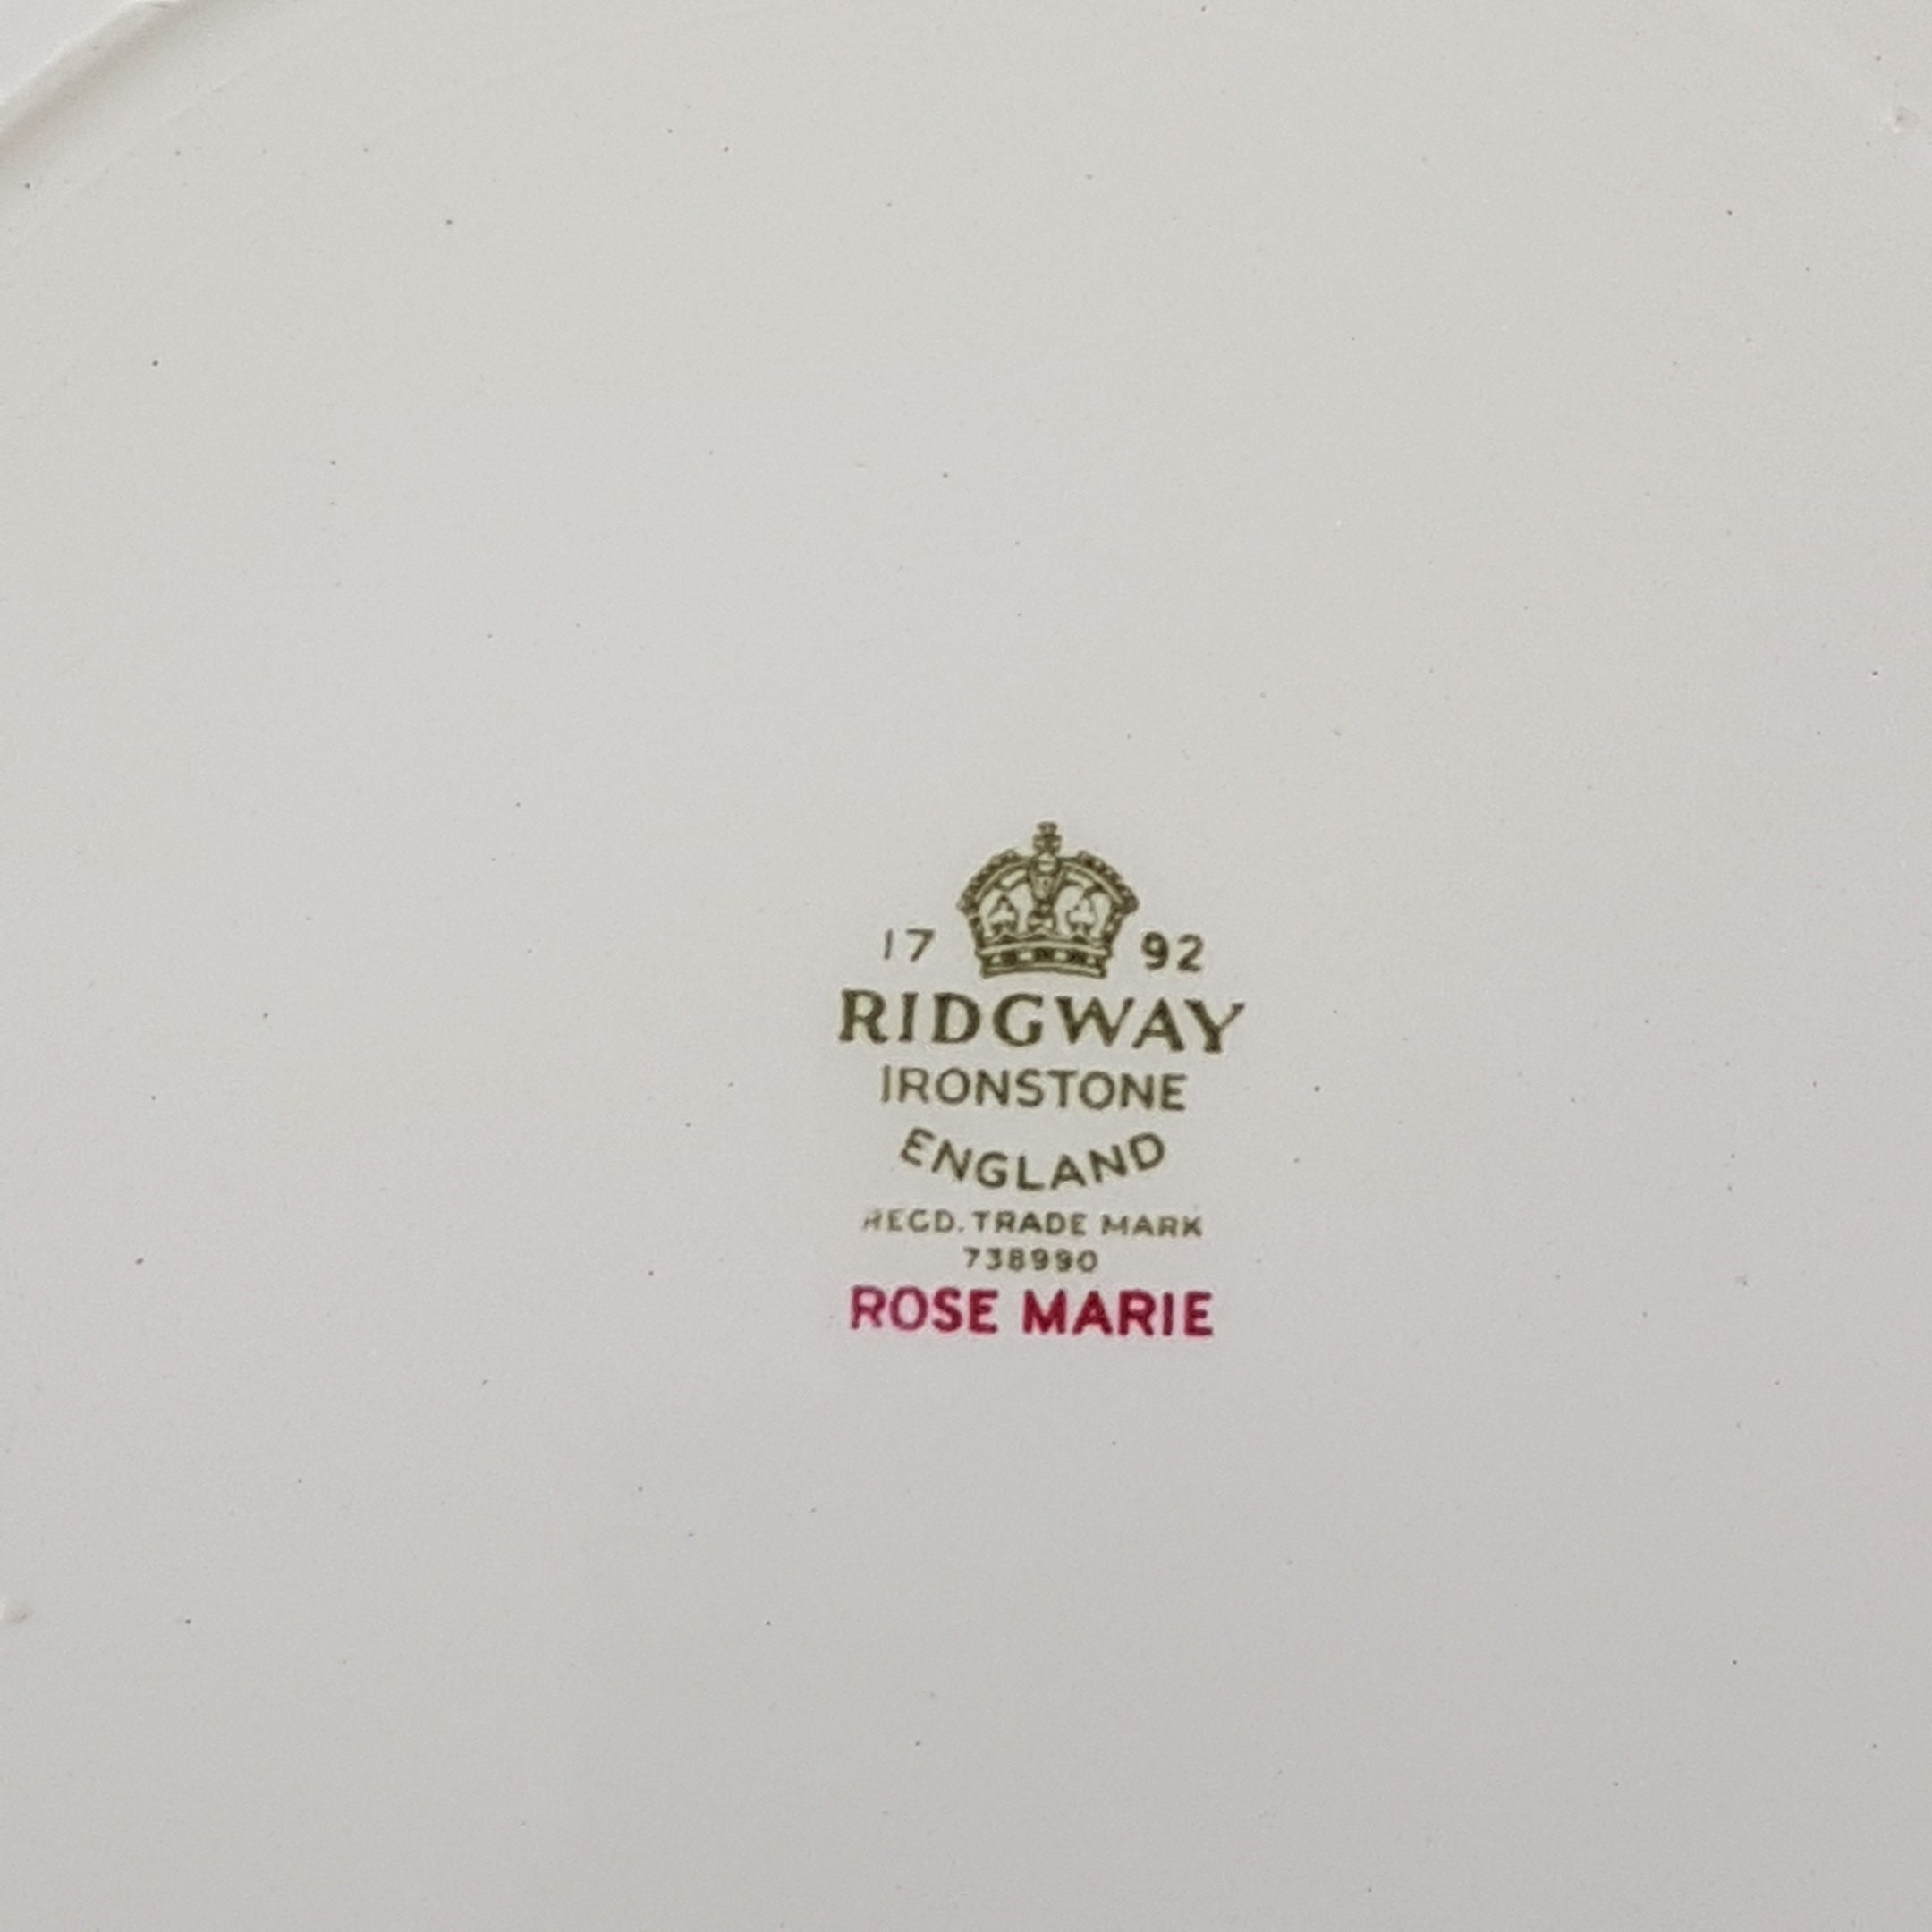 17 92
RIDGWAY
IRONSTONE
ENGLAND
REGD. TRADE MARK
738990
ROSE MARIE